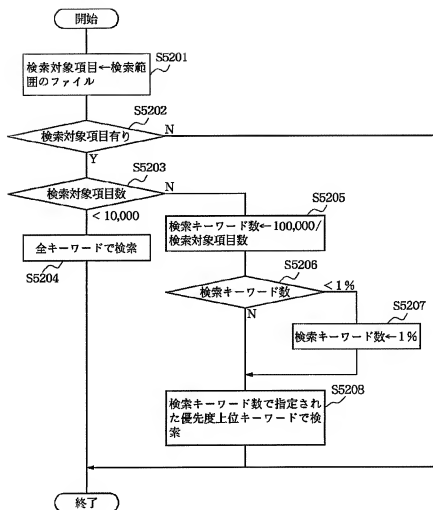 開始
S5201
検索対象項目←検索範
囲のファイル
S5202
検索対象項目有り
N
Y
S5203
検索対象項目数
N
<10,000
S5205
全キーワードで検索
S5204
検索キーワード数←100,000/
検索対象項目数
S5206
検索キーワード数
<1%
N
S5207
検索キーワード数←1%
S5208
検索キーワード数で指定され
た優先度上位キーワードで検
索
終了